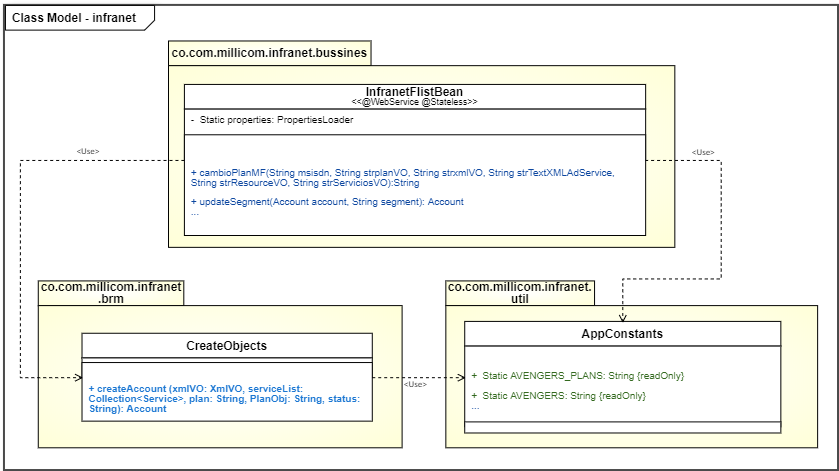 Class Model - infranet
co.com.millicom.infranet.bussines
InfranetFlistBean
<<@WebService @Stateless>>
- Static properties: PropertiesLoader
<Use>
<Use>
+ cambioPlanMF(String msisdn, String strplanVO, String strxmlVO, String strTextXMLAdService,
String strResourceVO, String strServiciosVO):String
+ updateSegment(Account account, String segment): Account
...
co.com.millicom.infranet
.brm
CreateObjects
+ createAccount (xmlVO: XmlVO, serviceList:
Collection<Service>, plan: String, PlanObj: String, status:
String): Account
<Use>
co.com.millicom.infranet.
util
AppConstants
+ Static AVENGERS_PLANS: String {readOnly}
+ Static AVENGERS: String {readOnly}
...